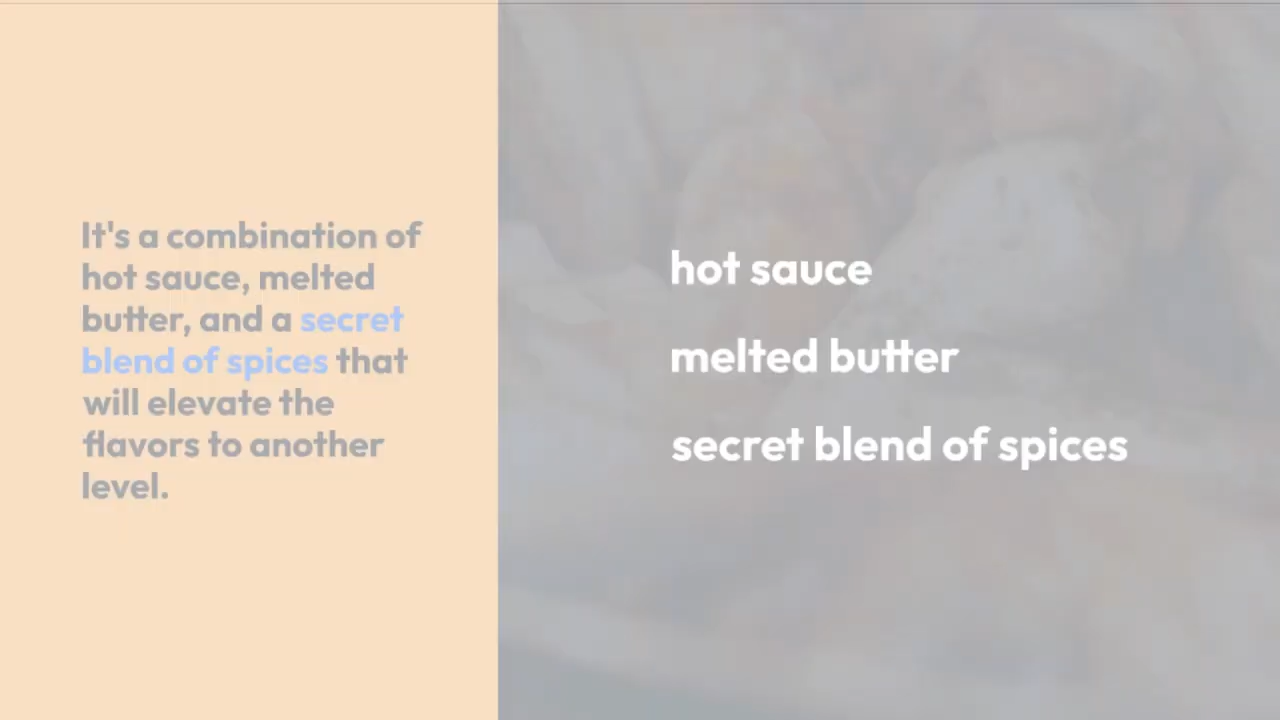 It's a combination of
hot sauce, melted
butter, and a secret
blend of spices that
will elevate the
flavors to another
level.
hot sauce
melted butter
secret blend of spices